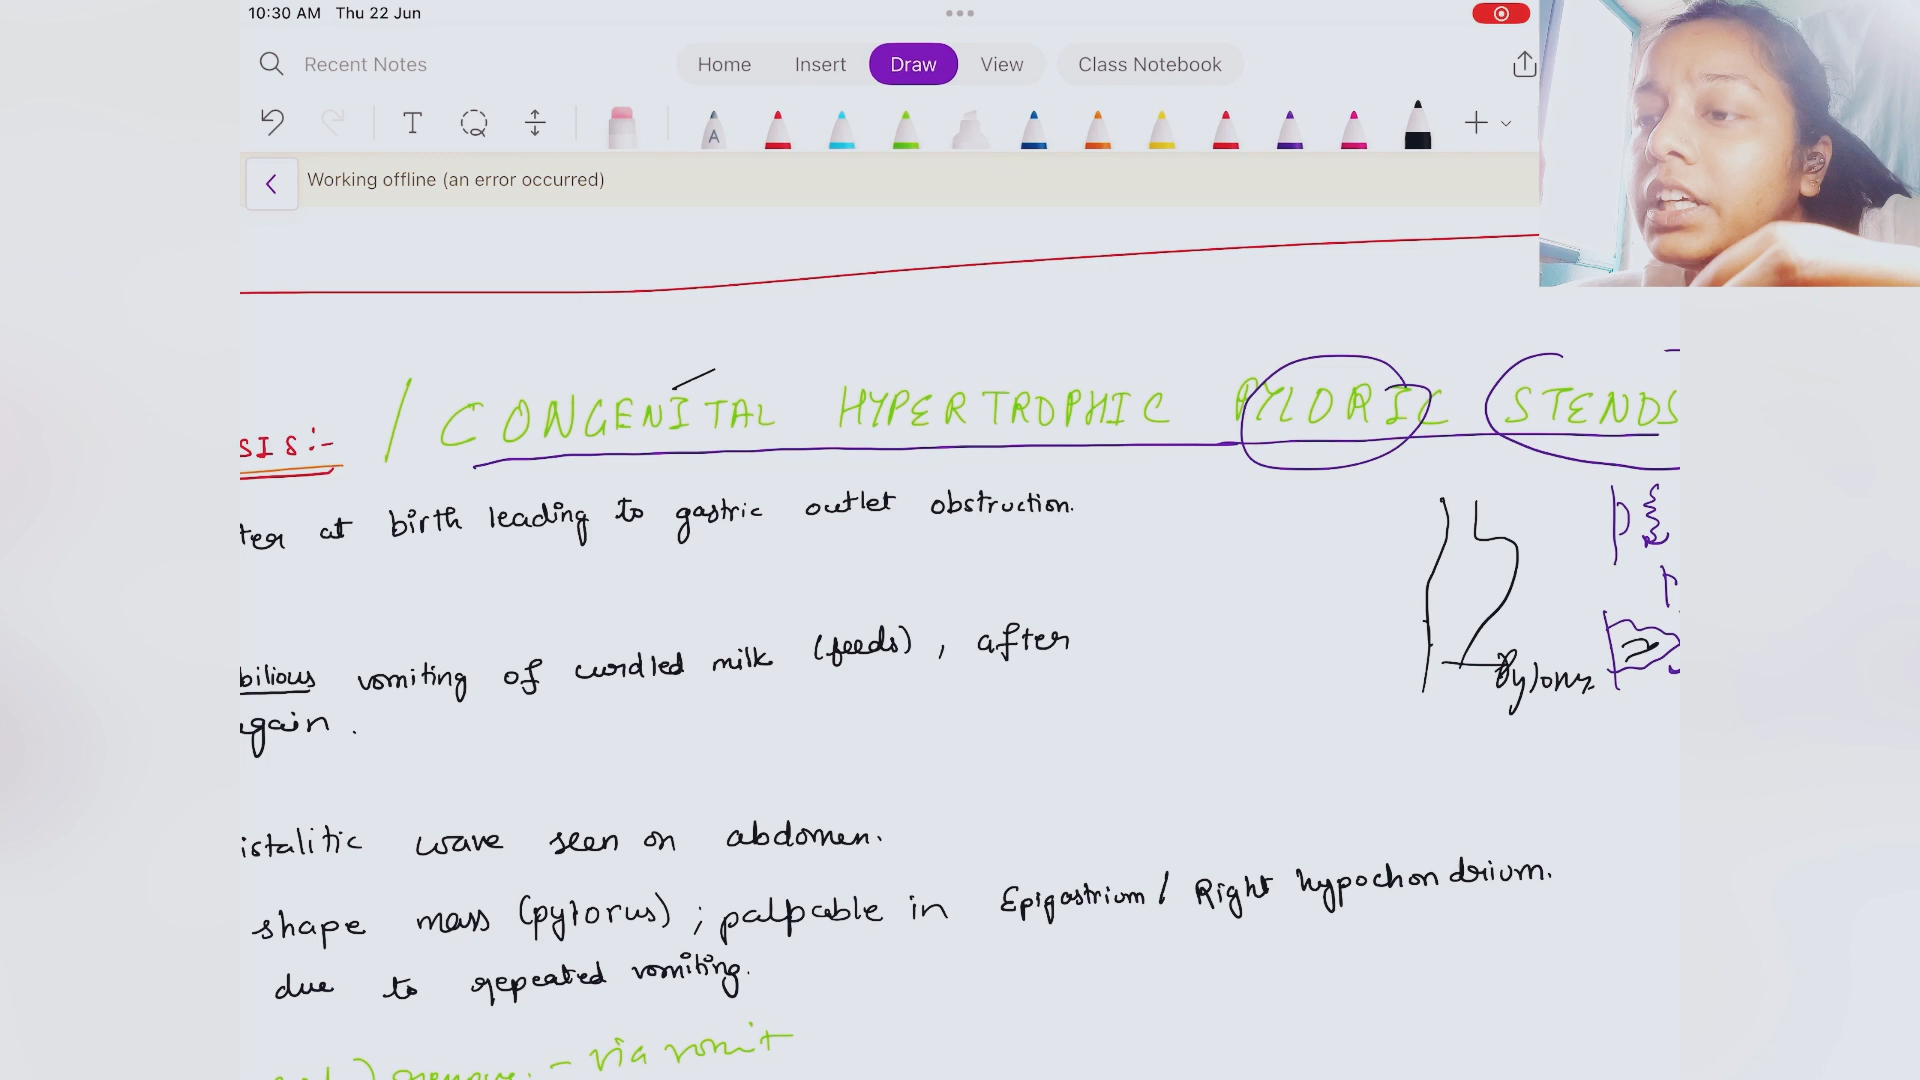 10:30 AM Thu 22 Jun
Recent Notes
Home Insert Draw View Class Notebook
T A
Working offline (an error occurred)
SIS:- / CONGENITAL HYPERTROPHIC PYLORIC STENOS
ter at birth leading to gastric outlet obstruction.
bilious vomiting of curdled milk (feeds), after
gain.
Pylorus
istalitic wave seen on abdomen.
shape mass (pylorus) ; palpable in Epigastrium / Right hypochondrium.
due to repeated vomiting.
- via vomit